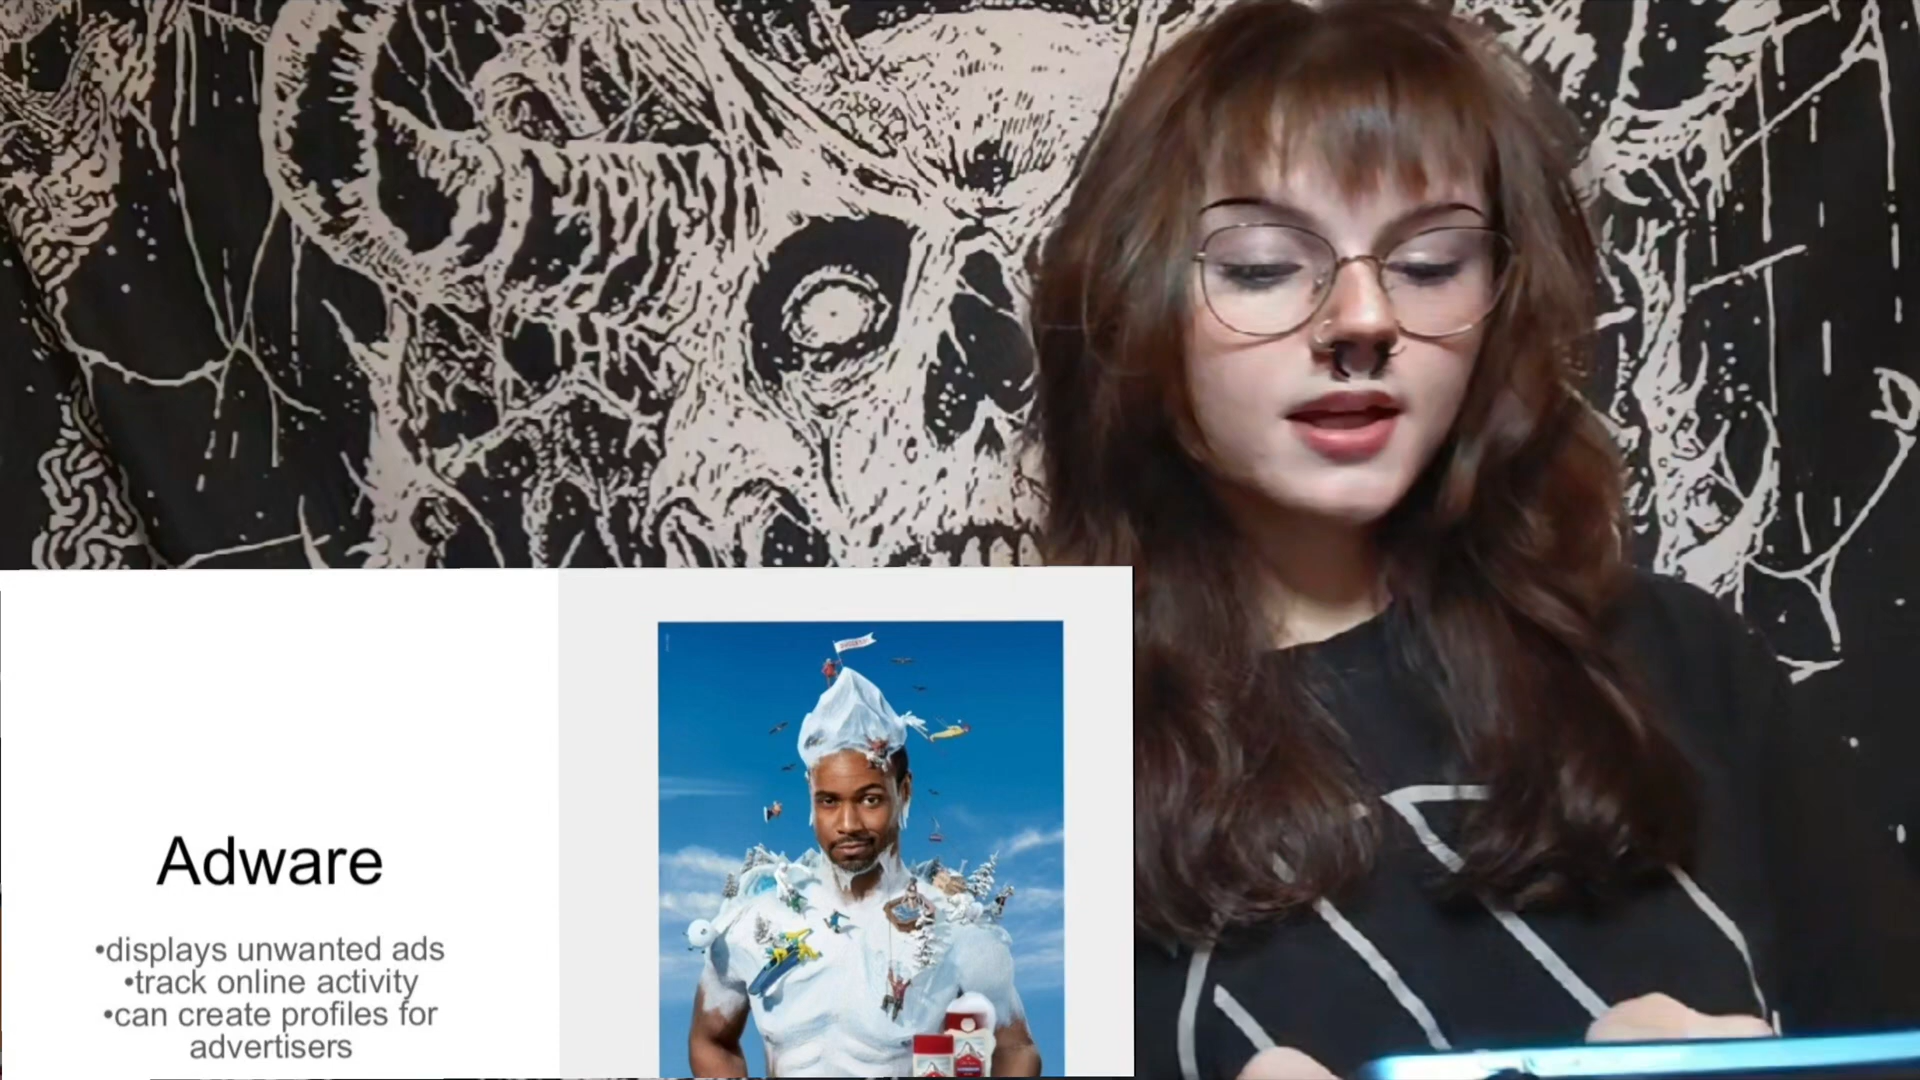 Adware
•displays unwanted ads
•track online activity
•can create profiles for
advertisers